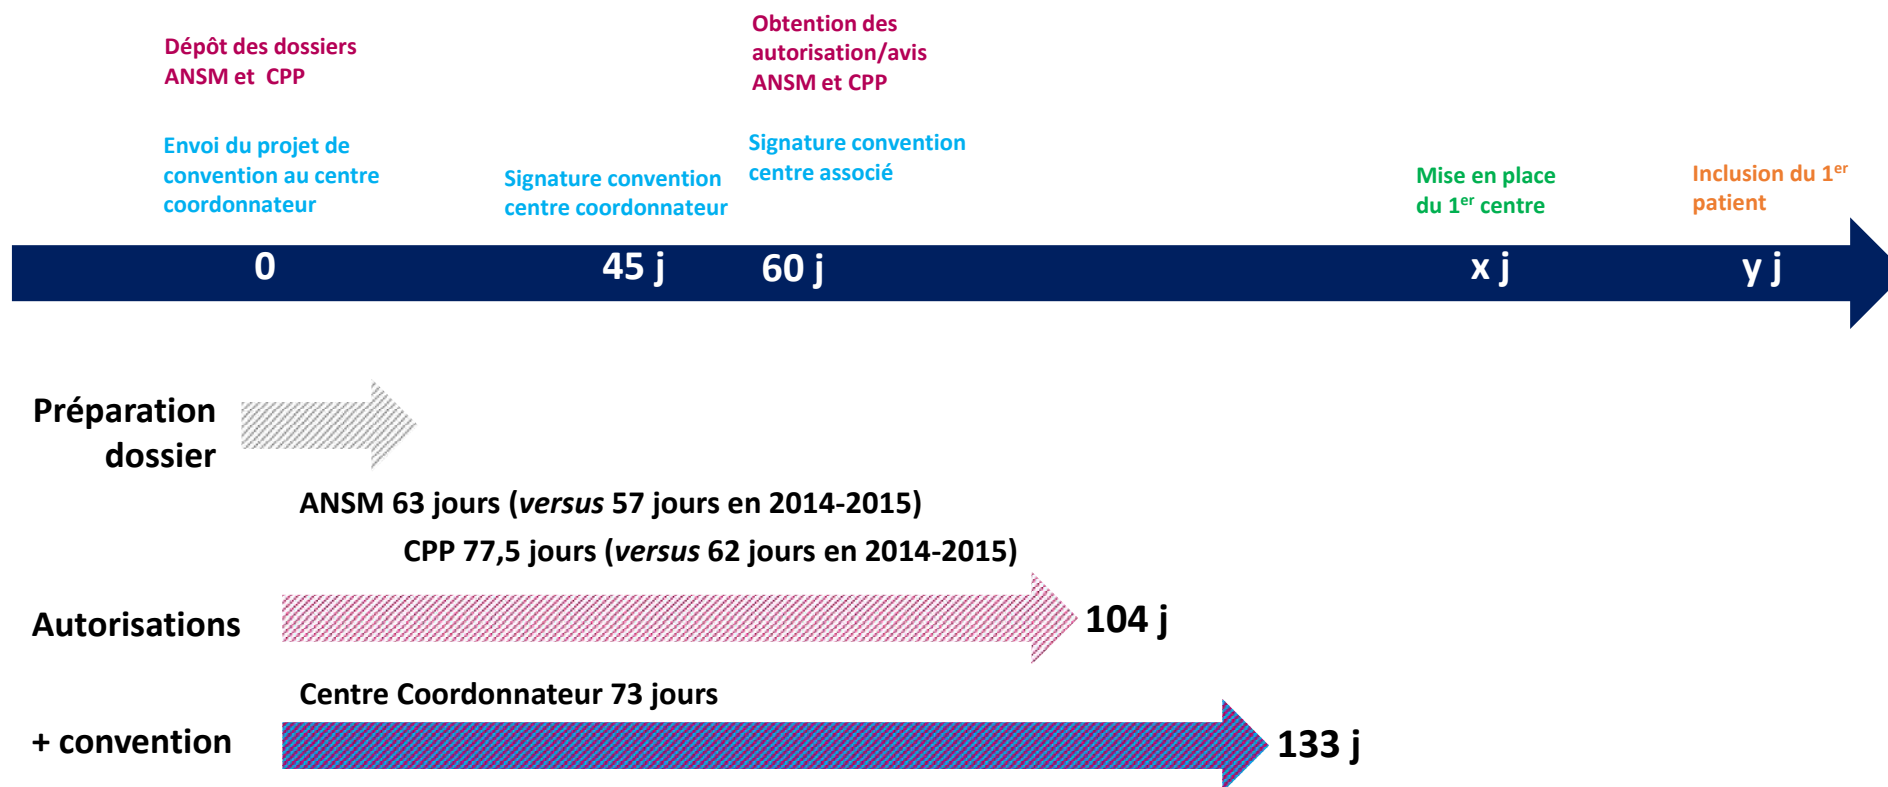 Dépôt des dossiers
ANSM et CPP
Obtention des
autorisation/avis
ANSM et CPP
Envoi du projet de
convention au centre
coordonnateur
Signature convention
centre coordonnateur
Signature convention
centre associé
Mise en place
du 1er centre
Inclusion du 1er
patient
0
45 j
60 j
x j
y j
Préparation
dossier
ANSM 63 jours (versus 57 jours en 2014-2015)
CPP 77,5 jours (versus 62 jours en 2014-2015)
Autorisations
104 j
Centre Coordonnateur 73 jours
+ convention
133 j